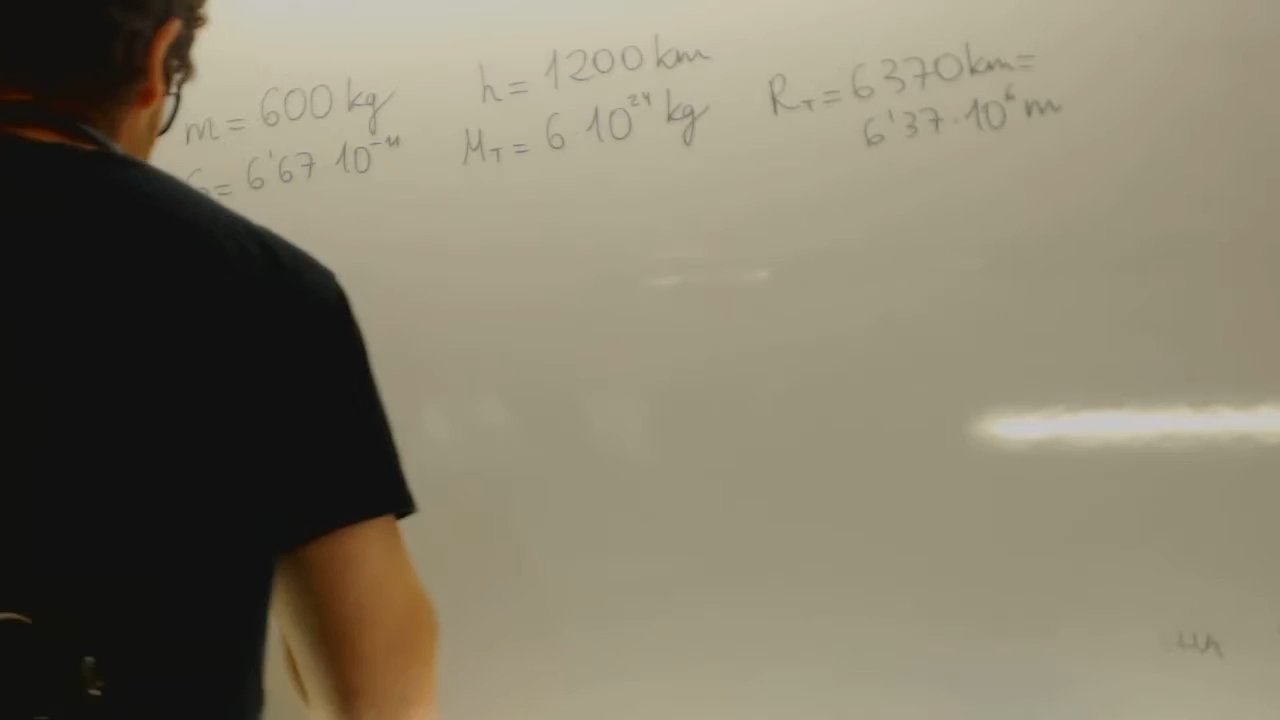 m = 600 kg h = 1200 km R_T = 6370 km =
G = 6'67 10^-11 M_T = 6·10^24 kg 6'37·10^6 m